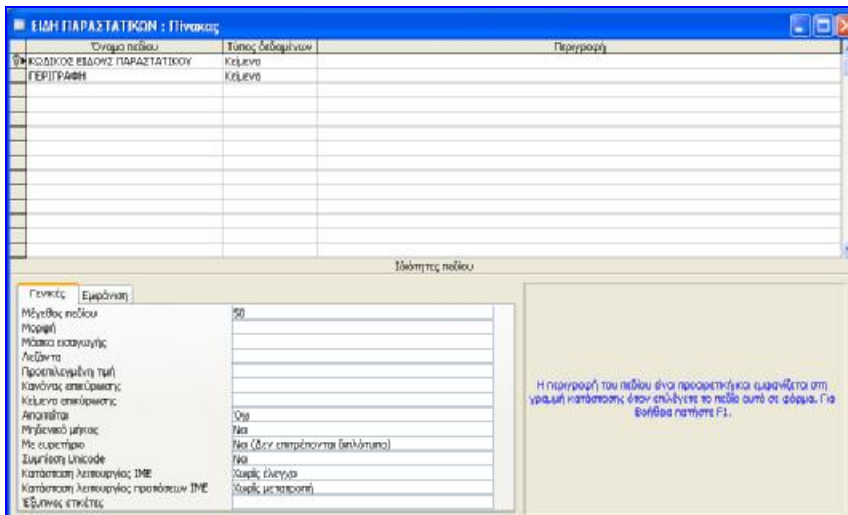 ΕΙΔΗ ΠΑΡΑΣΤΑΤΙΚΩΝ : Πίνακας
Όνομα πεδίου Τύπος δεδομένων Περιγραφή
ΚΩΔΙΚΟΣ ΕΙΔΟΥΣ ΠΑΡΑΣΤΑΤΙΚΟΥ Κείμενο
ΠΕΡΙΓΡΑΦΗ Κείμενο
Ιδιότητες πεδίου
Γενικές Εμφάνιση
Μέγεθος πεδίου 50
Μορφή
Μάσκα εισαγωγής
Λεζάντα
Προεπιλεγμένη τιμή
Κανόνας επικύρωσης
Κείμενο επικύρωσης
Απαιτείται Όχι
Μηδενικό μήκος Ναι
Με ευρετήριο Ναι (Δεν επιτρέπονται διπλότυπα)
Συμπίεση Unicode Ναι
Κατάσταση λειτουργίας IME Χωρίς έλεγχο
Κατάσταση λειτουργίας προτάσεων IME Χωρίς μετατροπή
Έξυπνες ετικέτες
Η περιγραφή του πεδίου είναι προαιρετική και εμφανίζεται στη
γραμμή κατάστασης όταν επιλέγετε το πεδίο αυτό σε φόρμα. Για
βοήθεια πατήστε F1.